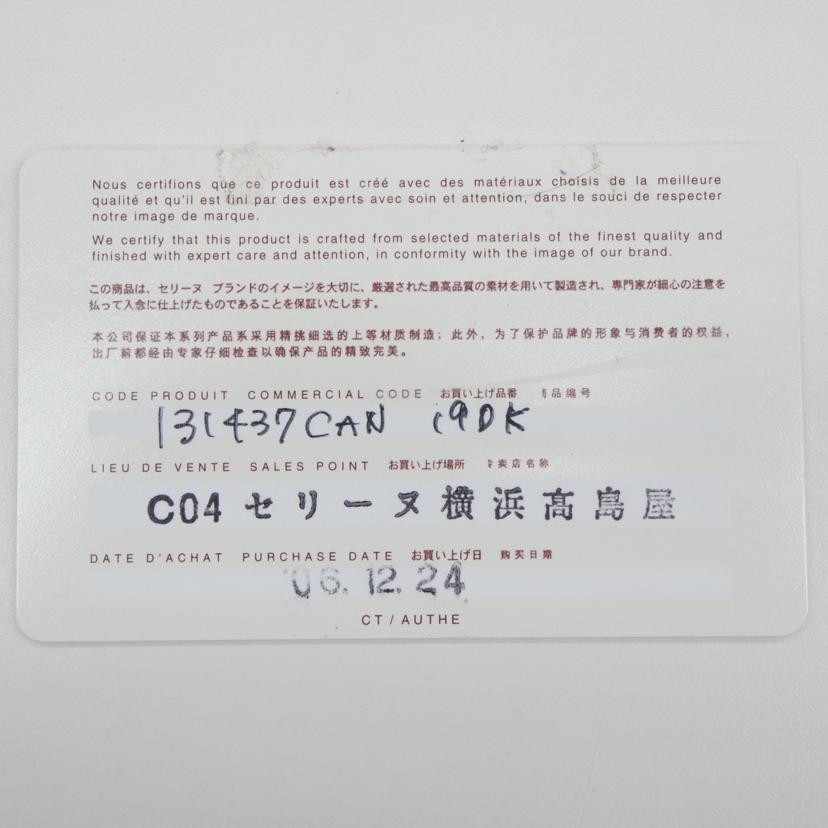 Nous certifions que ce produit est créé avec des matériaux choisis de la meilleure
qualité et qu'il est fini par des experts avec soin et attention, dans le souci de respecter
notre image de marque.
We certify that this product is crafted from selected materials of the finest quality and
finished with expert care and attention, in conformity with the image of our brand.
この商品は、セリーヌ ブランドのイメージを大切に、厳選された最高品質の素材を用いて製造され、専門家が細心の注意を
払って入念に仕上げたものであることを保証いたします。
本公司保证本系列产品系采用精挑细选的上等材质制造；此外，为了保护品牌的形象与消费者的权益，
出厂前都经由专家仔细检查以确保产品的精致完美。
CODE PRODUIT COMMERCIAL CODE お買い上げ品番 品编号
131437CAN 19DK
LIEU DE VENTE SALES POINT お買い上げ場所 卖店名称
C04 セリーヌ横浜高島屋
DATE D'ACHAT PURCHASE DATE お買い上げ日 购买日期
'06.12.24
CT / AUTHE